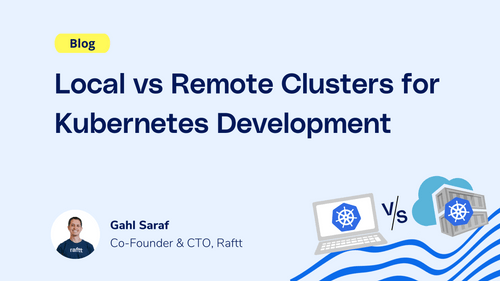 Blog
Local vs Remote Clusters for
Kubernetes Development
V/S
Gahl Saraf
Co-Founder & CTO, Raftt
raftt